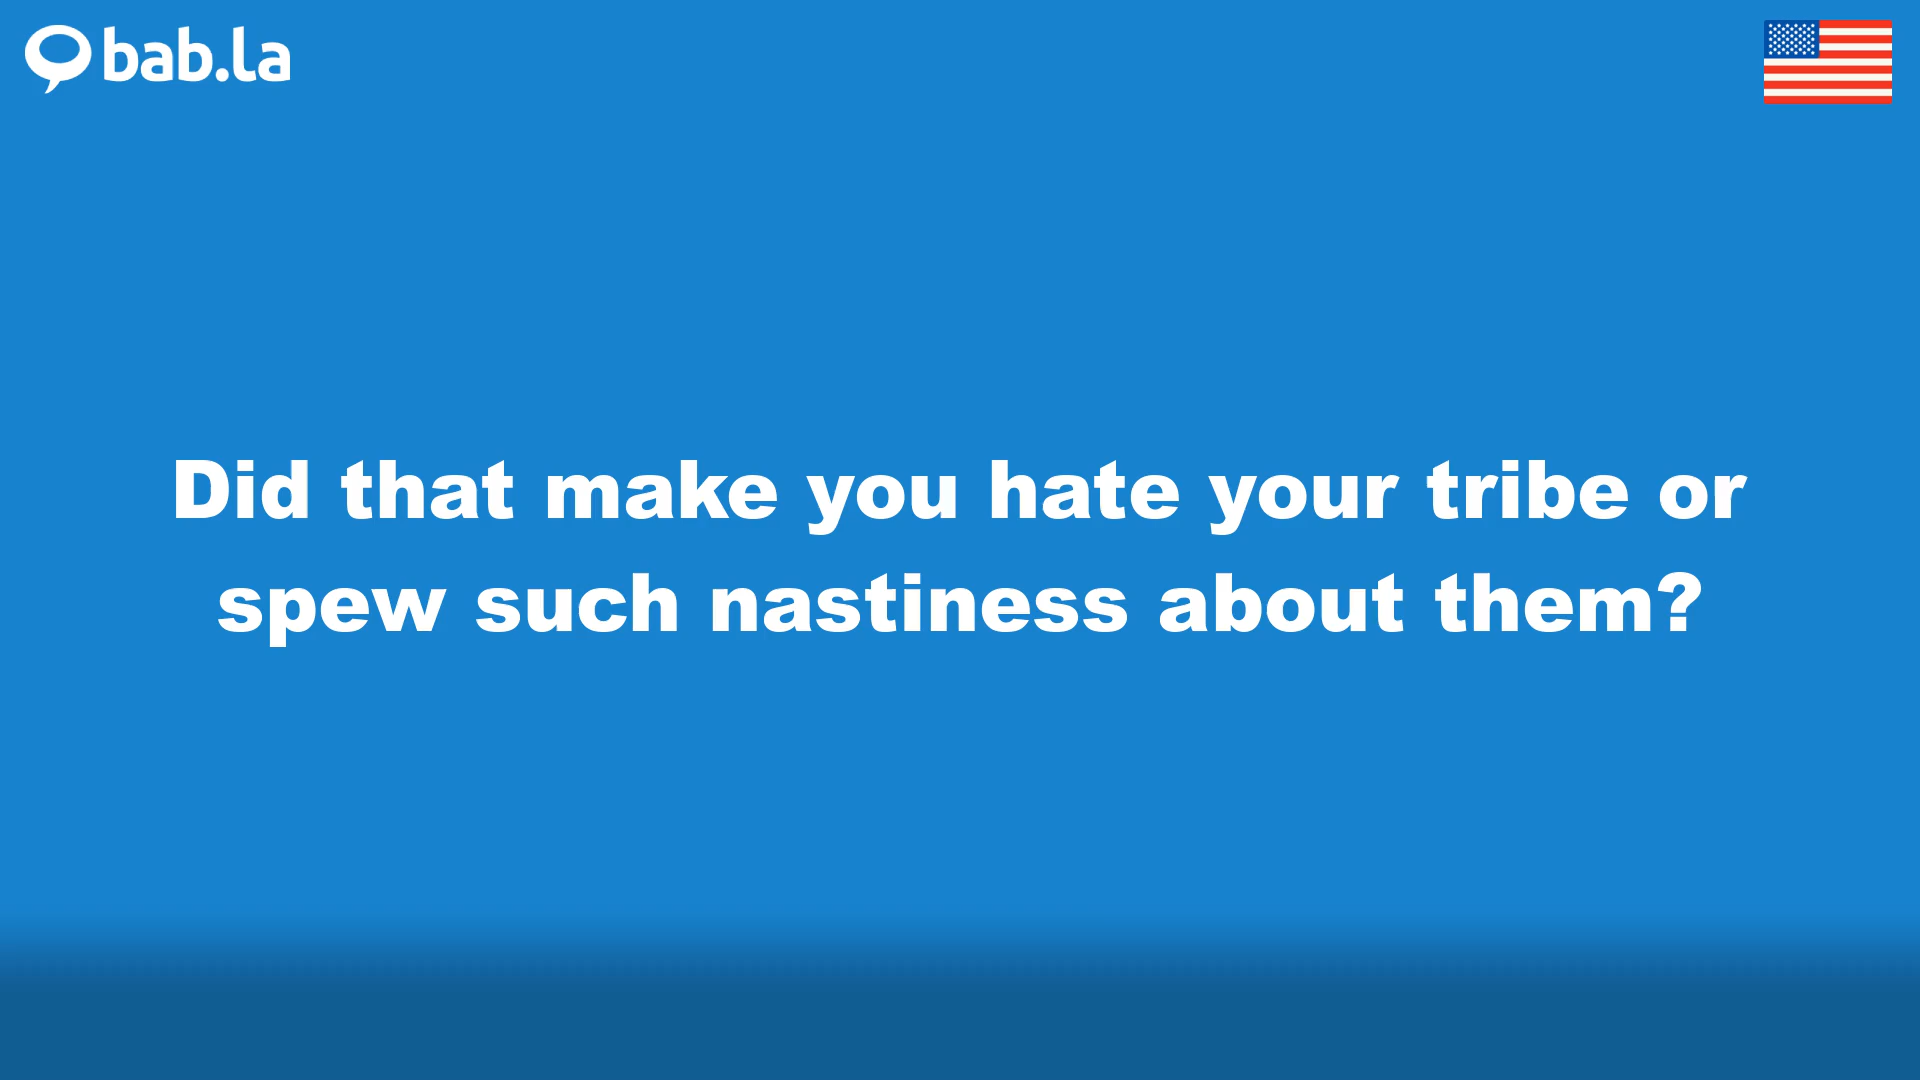 bab.la
Did that make you hate your tribe or
spew such nastiness about them?